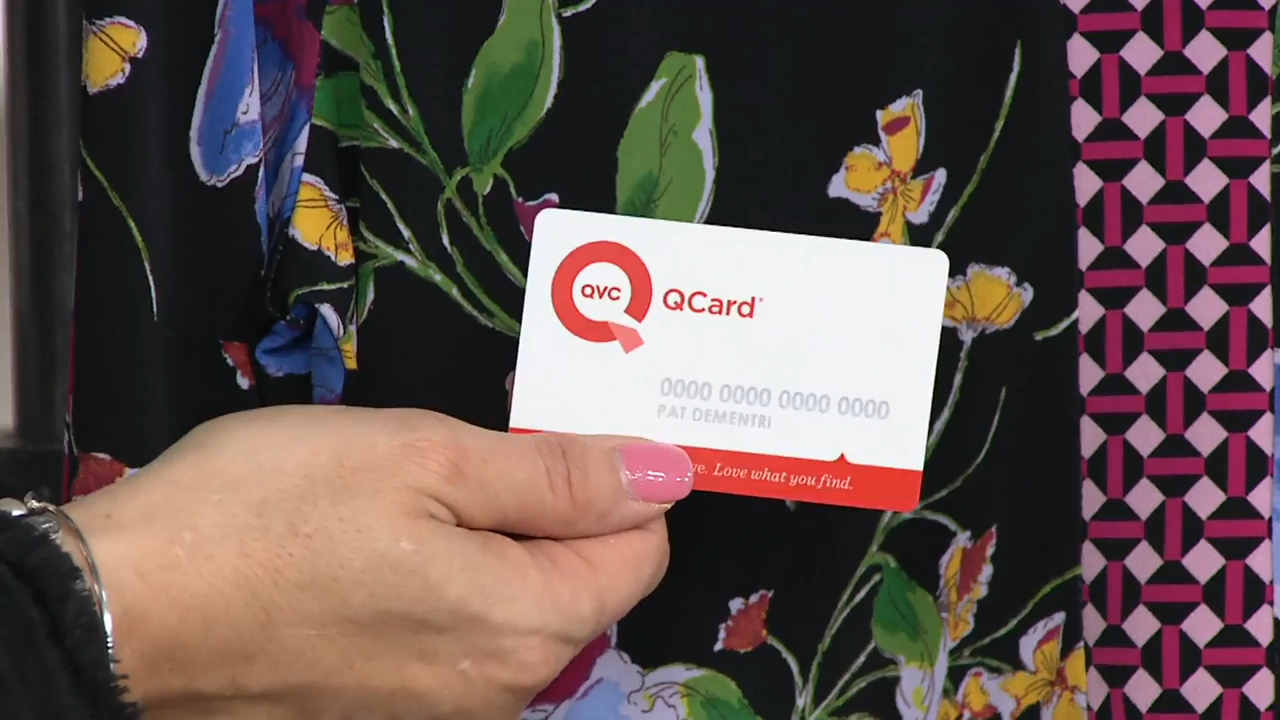 QVC
QCard
0000 0000 0000 0000
PAT DEMENTRI
Love what you find.